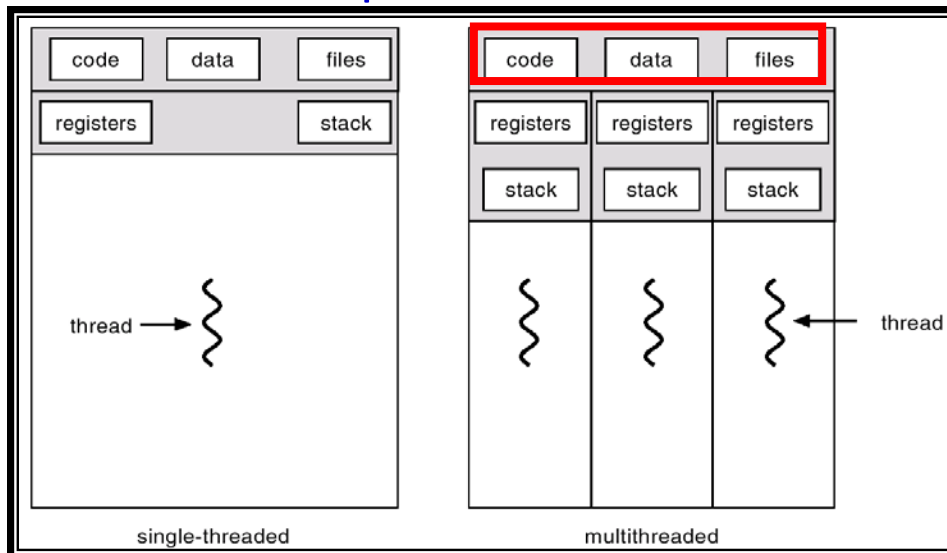 code data files
registers stack
thread
single-threaded
code data files
registers registers registers
stack stack stack
thread
multithreaded